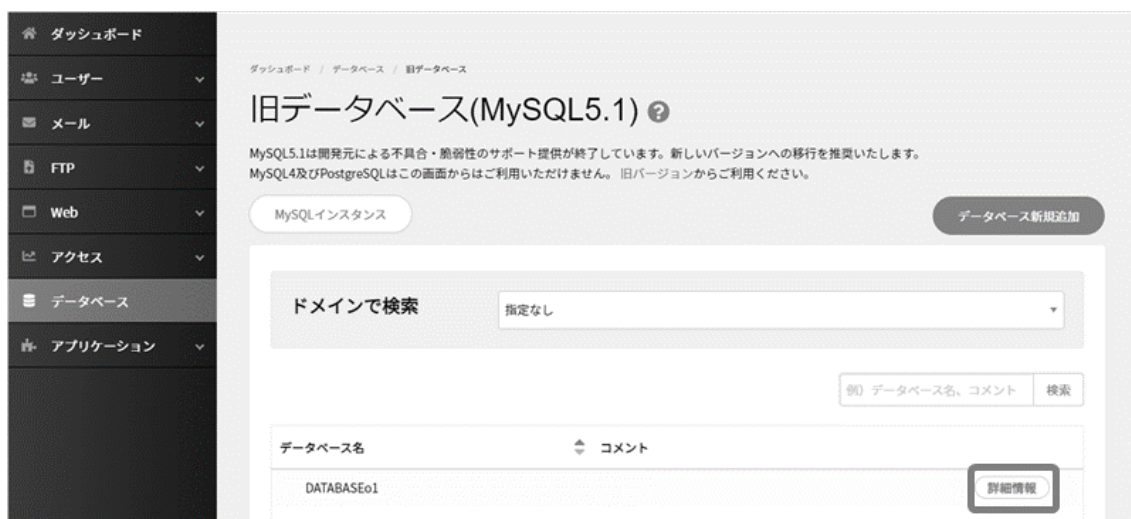 ダッシュボード
ユーザー
メール
FTP
Web
アクセス
データベース
アプリケーション
ダッシュボード / データベース / 旧データベース
旧データベース(MySQL5.1)
MySQL5.1は開発元による不具合・脆弱性のサポート提供が終了しています。新しいバージョンへの移行を推奨いたします。
MySQL4及びPostgreSQLはこの画面からはご利用いただけません。 旧バージョンからご利用ください。
MySQLインスタンス
データベース新規追加
ドメインで検索
指定なし
例）データベース名、コメント
検索
データベース名
コメント
DATABASEo1
詳細情報